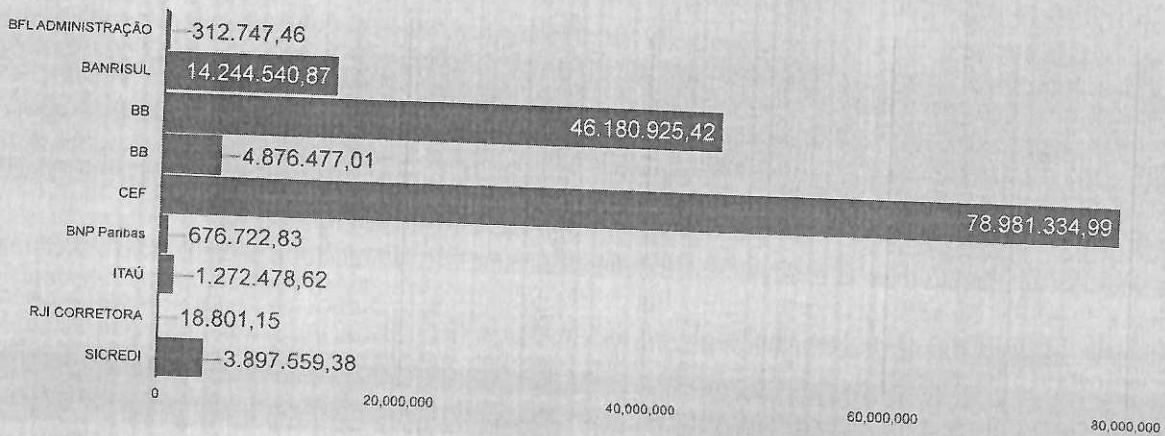 BFL ADMINISTRAÇÃO 312.747,46
BANRISUL 14.244.540,87
BB 46.180.925,42
BB 4.876.477,01
CEF 78.981.334,99
BNP Paribas 676.722,83
ITAÚ 1.272.478,62
RJI CORRETORA 18.801,15
SICREDI 3.897.559,38
0 20,000,000 40,000,000 60,000,000 80,000,000